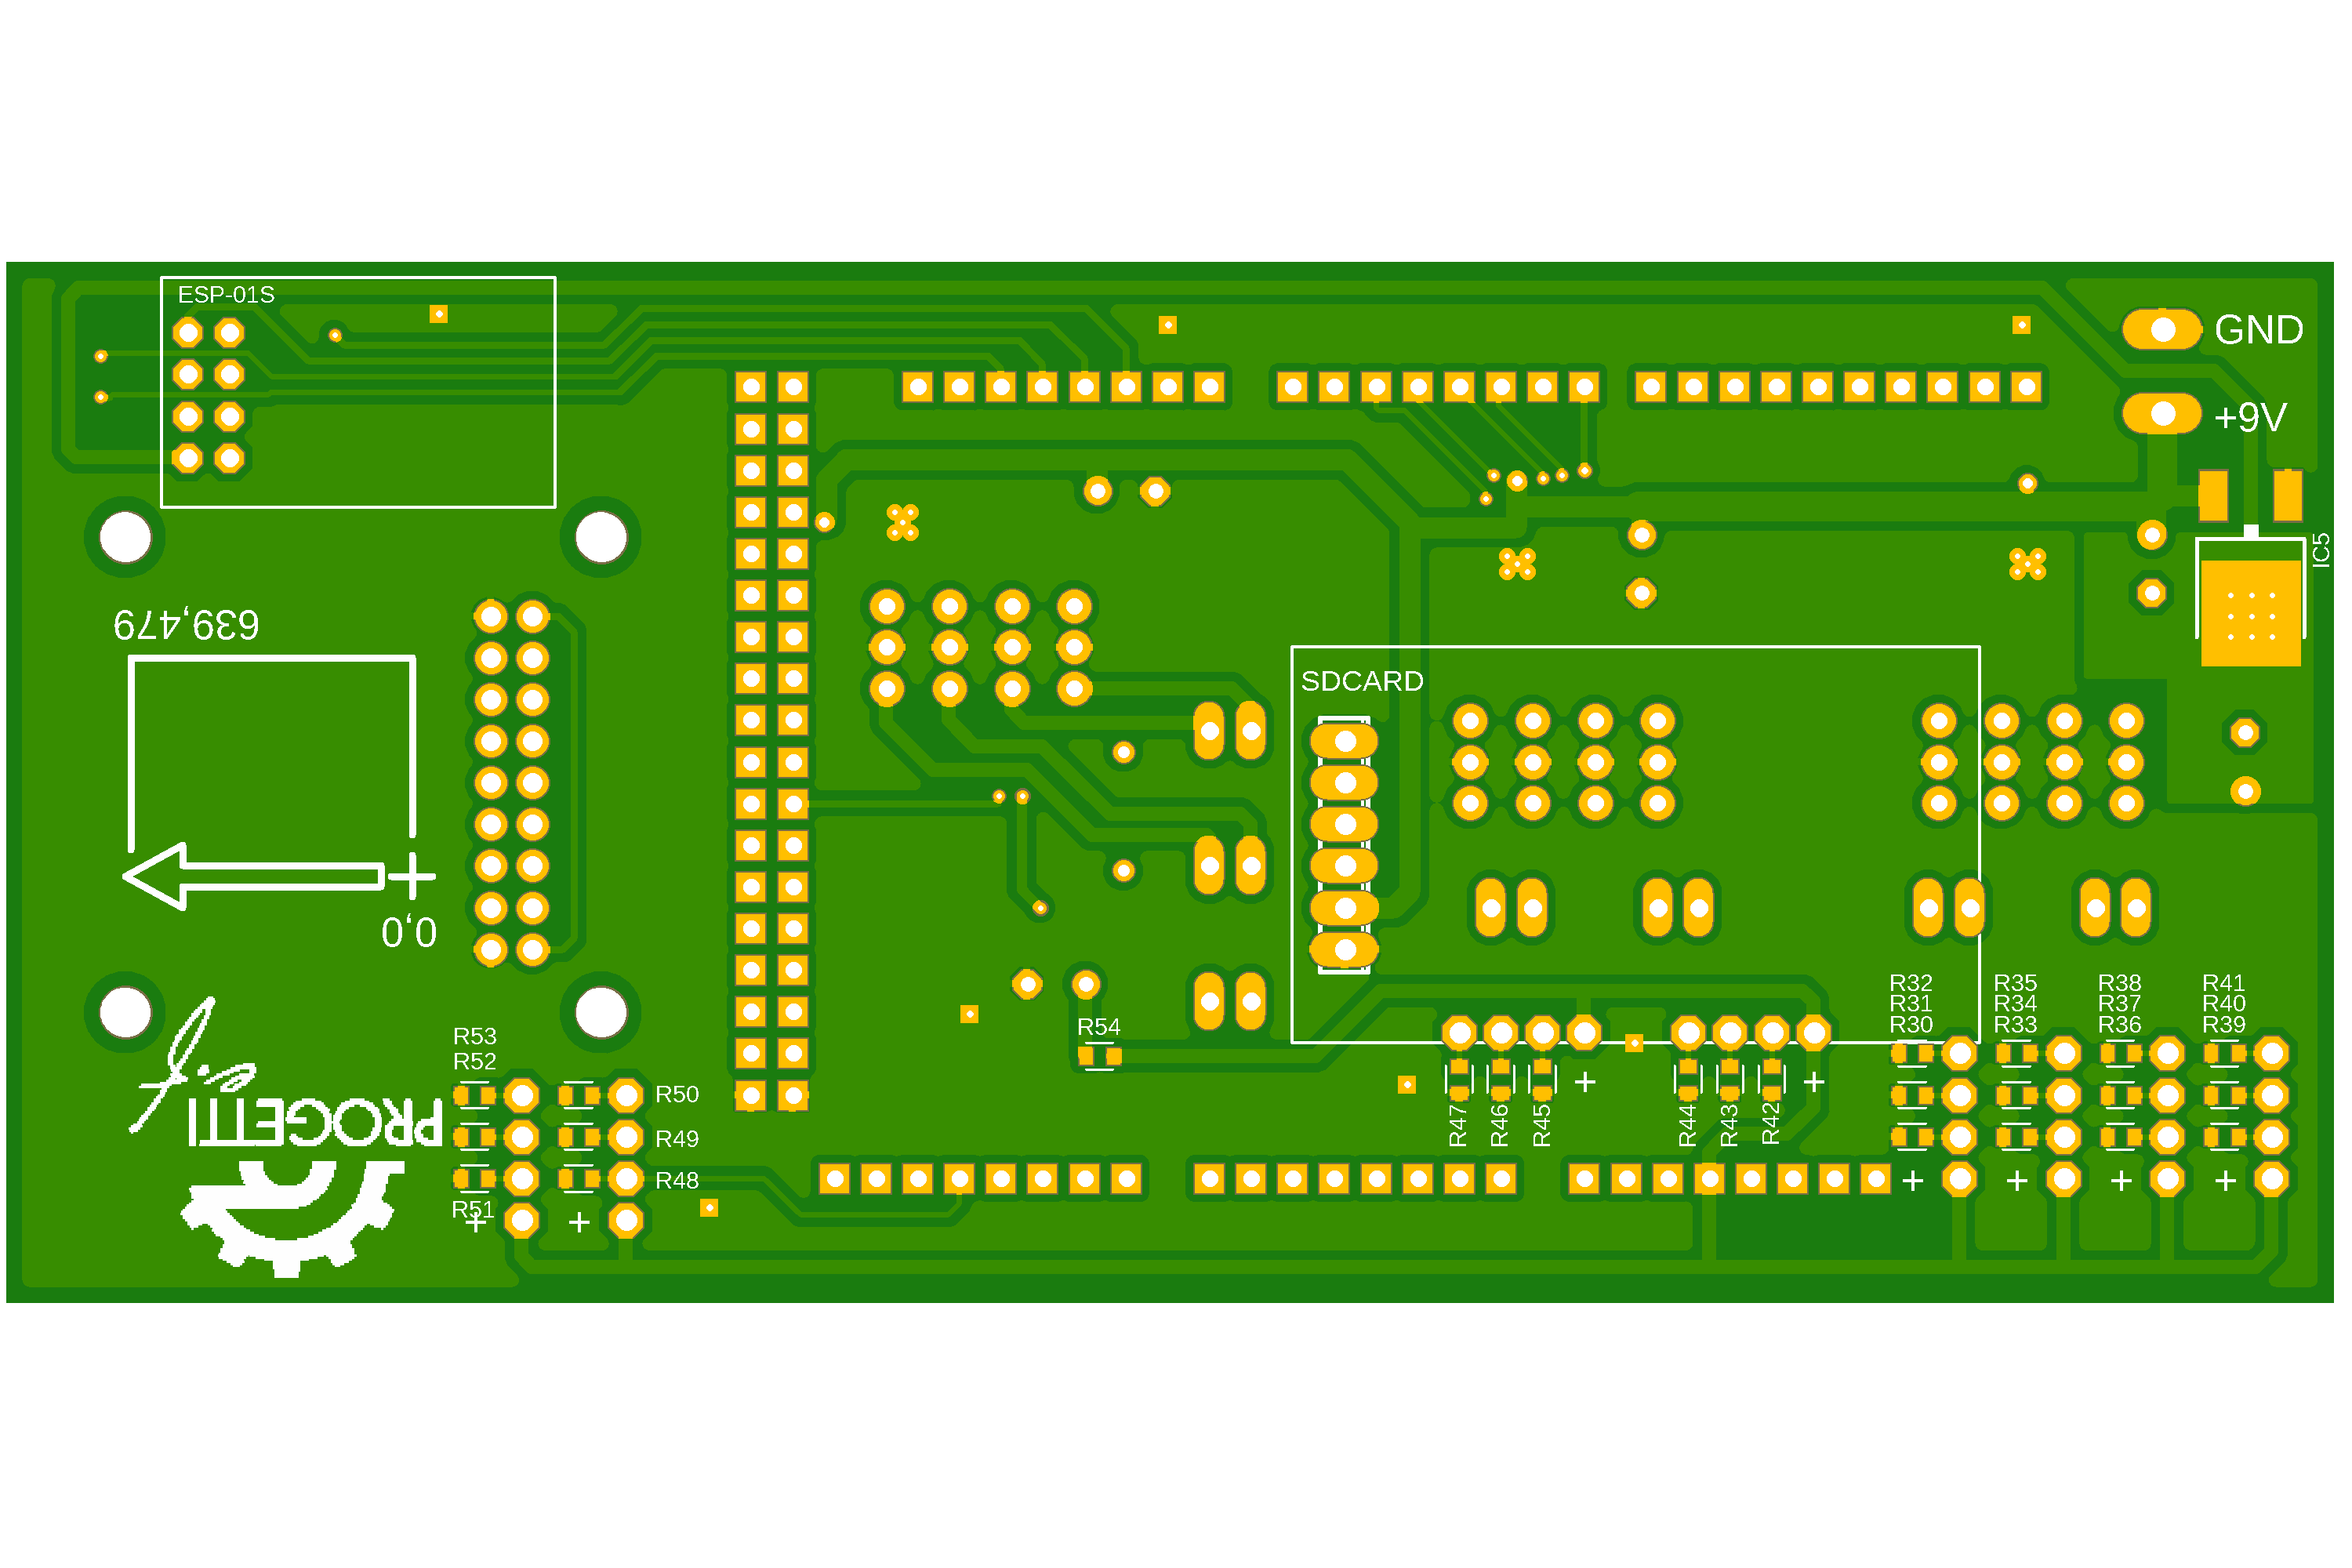 ESP-01S
GND
+9V
IC5
639,479
SDCARD
0,0
R32
R31
R30
R35
R34
R33
R38
R37
R36
R41
R40
R39
R54
R53
R52
R50
R49
R48
R51
+
+
R47
R46
R45
+
R44
R43
R42
+
+
+
+
+
PROGETTI